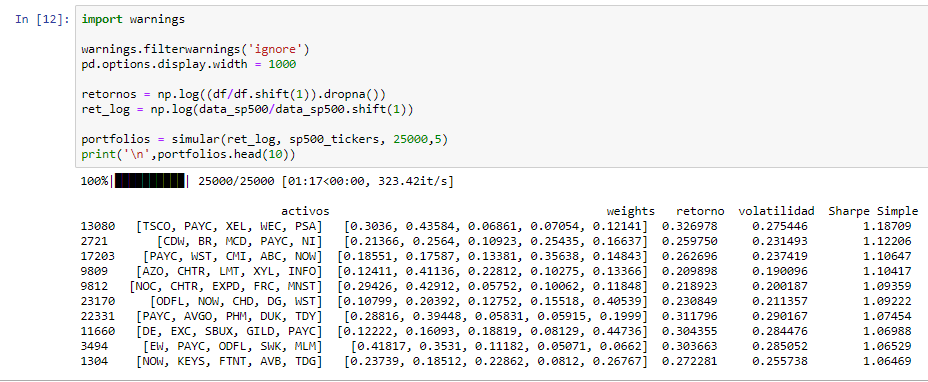 In [12]: import warnings
warnings.filterwarnings('ignore')
pd.options.display.width = 1000
retornos = np.log((df/df.shift(1)).dropna())
ret_log = np.log(data_sp500/data_sp500.shift(1))
portfolios = simular(ret_log, sp500_tickers, 25000,5)
print('\n',portfolios.head(10))
100%|██████████| 25000/25000 [01:17<00:00, 323.42it/s]
activos weights retorno volatilidad Sharpe Simple
13080 [TSCO, PAYC, XEL, WEC, PSA] [0.3036, 0.43584, 0.06861, 0.07054, 0.12141] 0.326978 0.275446 1.18709
2721 [CDW, BR, MCD, PAYC, NI] [0.21366, 0.2564, 0.10923, 0.25435, 0.16637] 0.259750 0.231493 1.12206
17203 [PAYC, WST, CMI, ABC, NOW] [0.18551, 0.17587, 0.13381, 0.35638, 0.14843] 0.262696 0.237419 1.10647
9809 [AZO, CHTR, LMT, XYL, INFO] [0.12411, 0.41136, 0.22812, 0.10275, 0.13366] 0.209898 0.190096 1.10417
9812 [NOC, CHTR, EXPD, FRC, MNST] [0.29426, 0.42912, 0.05752, 0.10062, 0.11848] 0.218923 0.200187 1.09359
23170 [ODFL, NOW, CHD, DG, WST] [0.10799, 0.20392, 0.12752, 0.15518, 0.40539] 0.230849 0.211357 1.09222
22331 [PAYC, AVGO, PHM, DUK, TDY] [0.28816, 0.39448, 0.05831, 0.05915, 0.1999] 0.311796 0.290167 1.07454
11660 [DE, EXC, SBUX, GILD, PAYC] [0.12222, 0.16093, 0.18819, 0.08129, 0.44736] 0.304355 0.284476 1.06988
3494 [EW, PAYC, ODFL, SWK, MLM] [0.41817, 0.3531, 0.11182, 0.05071, 0.0662] 0.303663 0.285052 1.06529
1304 [NOW, KEYS, FTNT, AVB, TDG] [0.23739, 0.18512, 0.22862, 0.0812, 0.26767] 0.272281 0.255738 1.06469